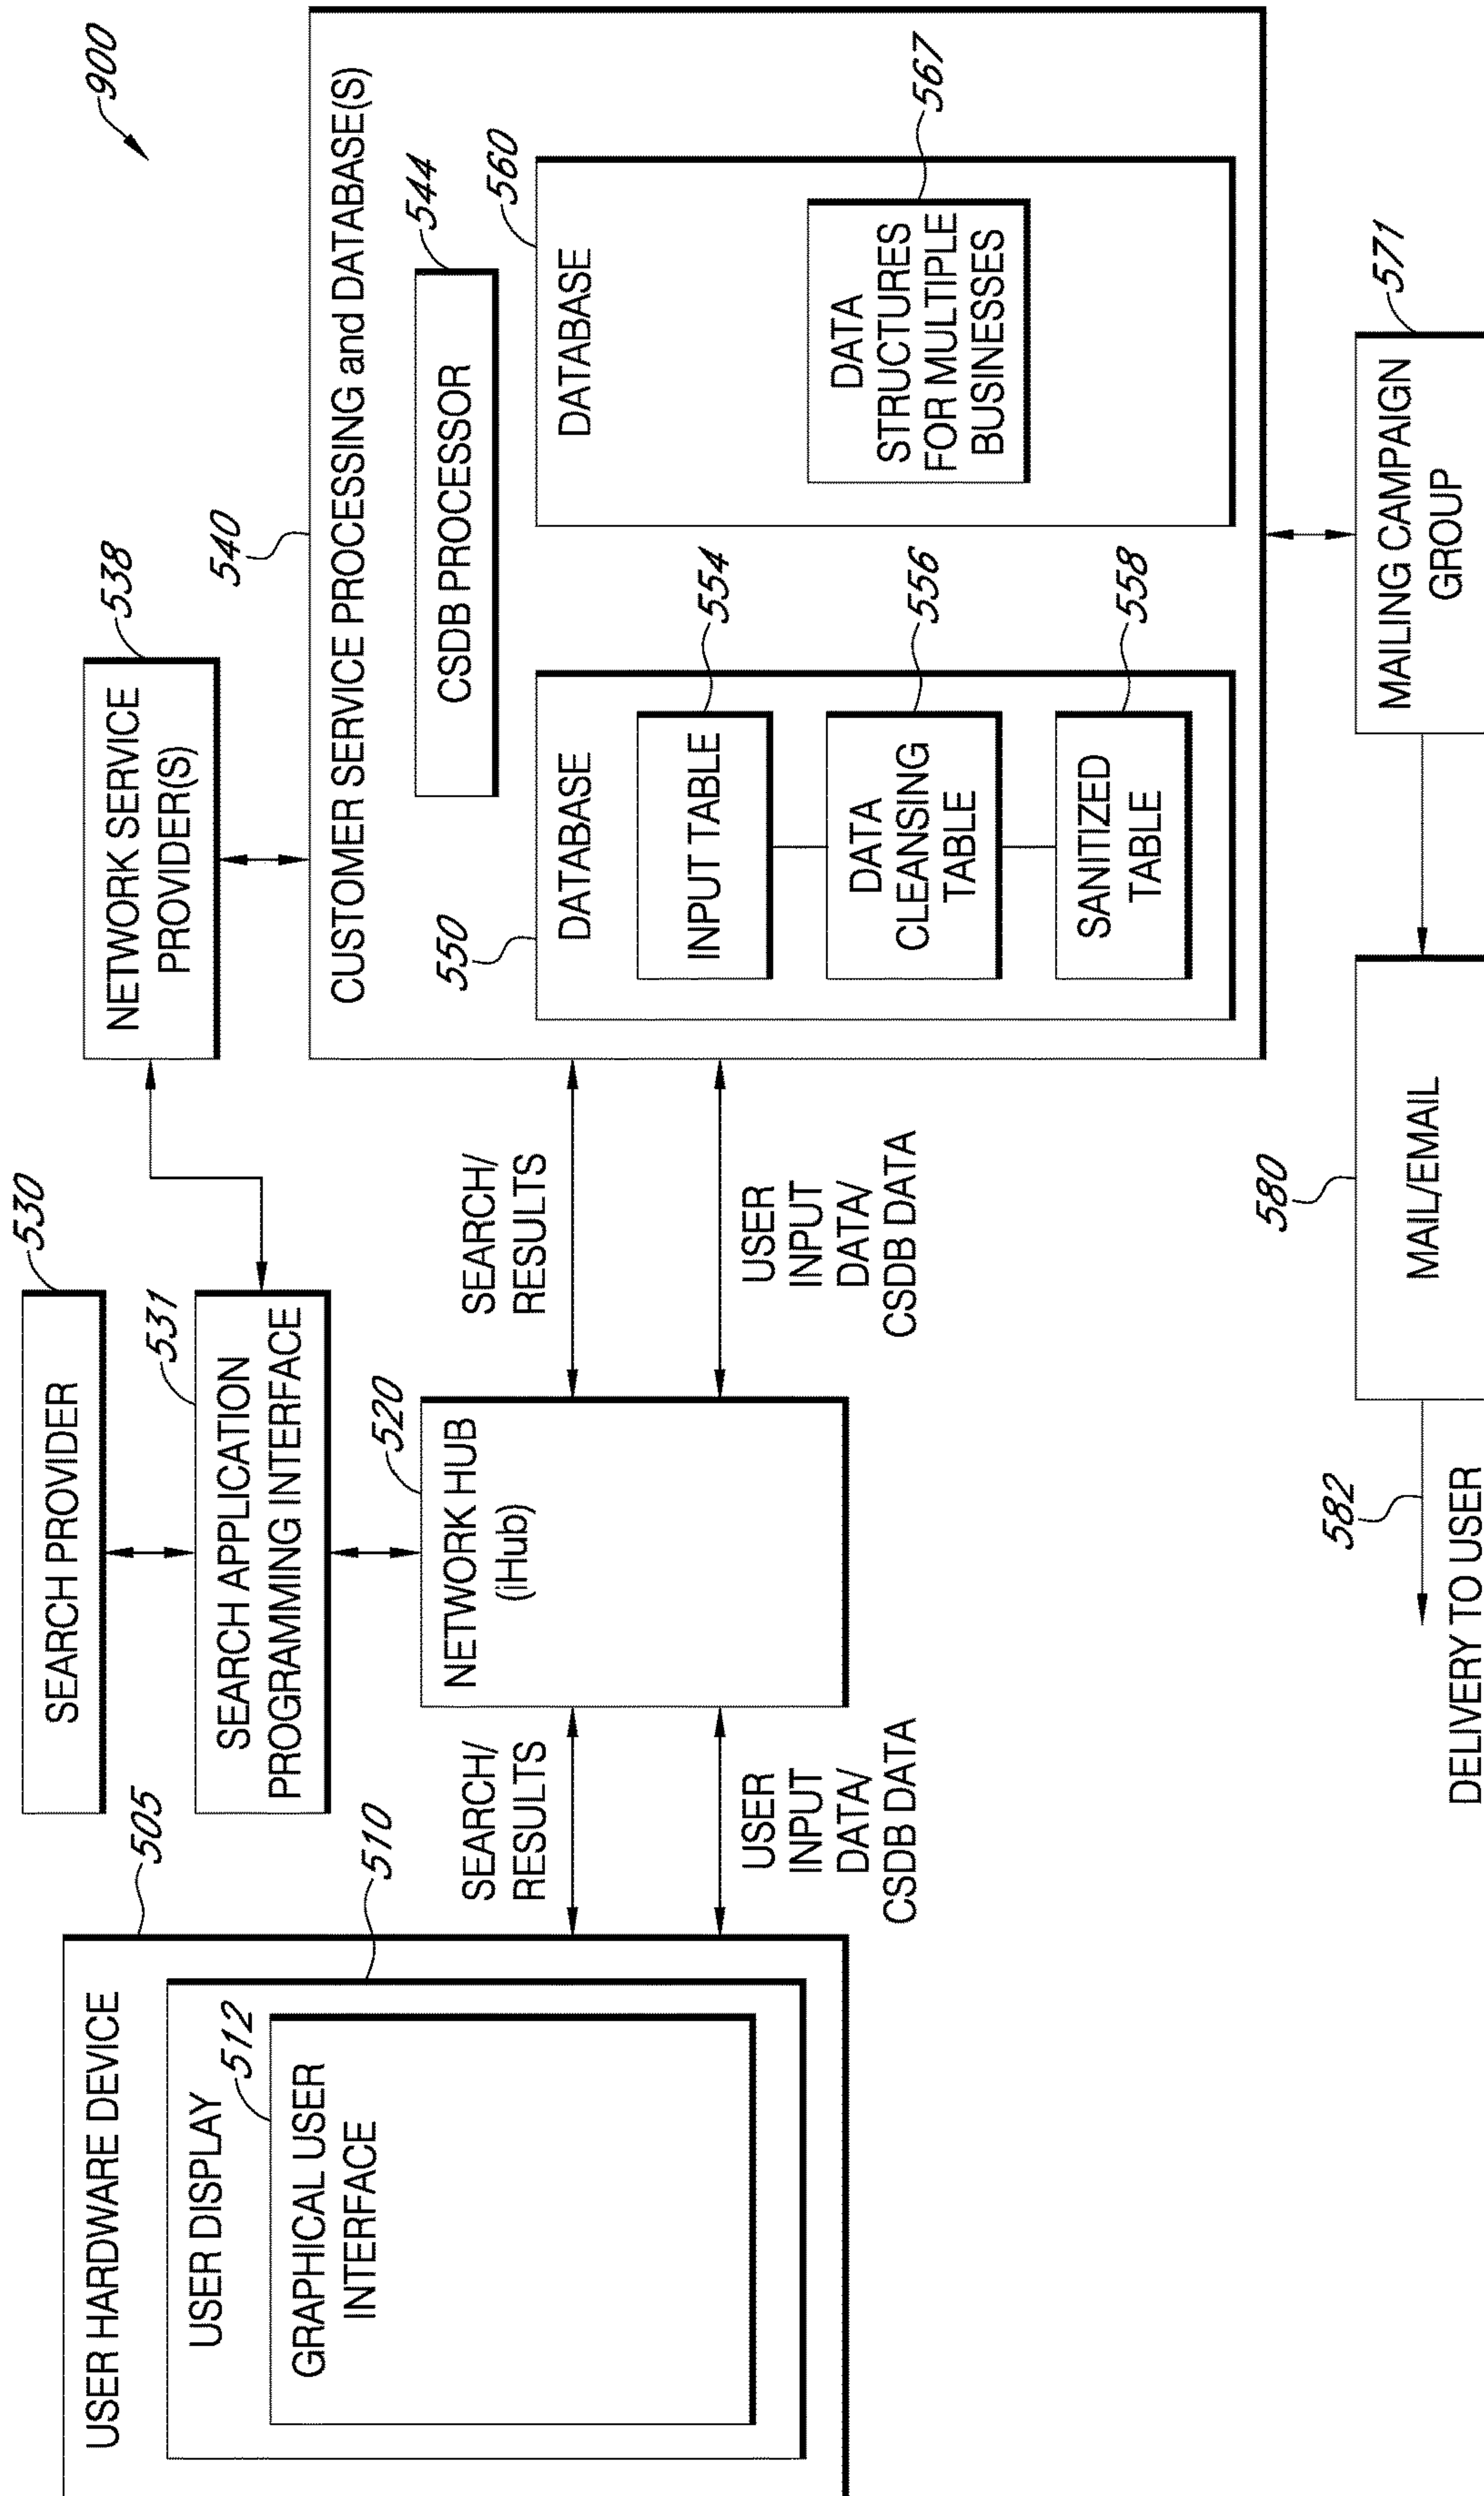 900
USER HARDWARE DEVICE
505
USER DISPLAY
510
512
GRAPHICAL USER
INTERFACE
SEARCH PROVIDER
530
SEARCH APPLICATION
PROGRAMMING INTERFACE
531
NETWORK SERVICE
PROVIDER(S)
538
SEARCH/
RESULTS
USER
INPUT
DATA/
CSDB DATA
NETWORK HUB
(iHub)
520
SEARCH/
RESULTS
USER
INPUT
DATA/
CSDB DATA
540
CUSTOMER SERVICE PROCESSING and DATABASE(S)
CSDB PROCESSOR
544
550
DATABASE
INPUT TABLE
554
DATA
CLEANSING
TABLE
556
SANITIZED
TABLE
558
560
DATABASE
DATA
STRUCTURES
FOR MULTIPLE
BUSINESSES
567
MAILING CAMPAIGN
GROUP
571
580
MAIL/EMAIL
582
DELIVERY TO USER